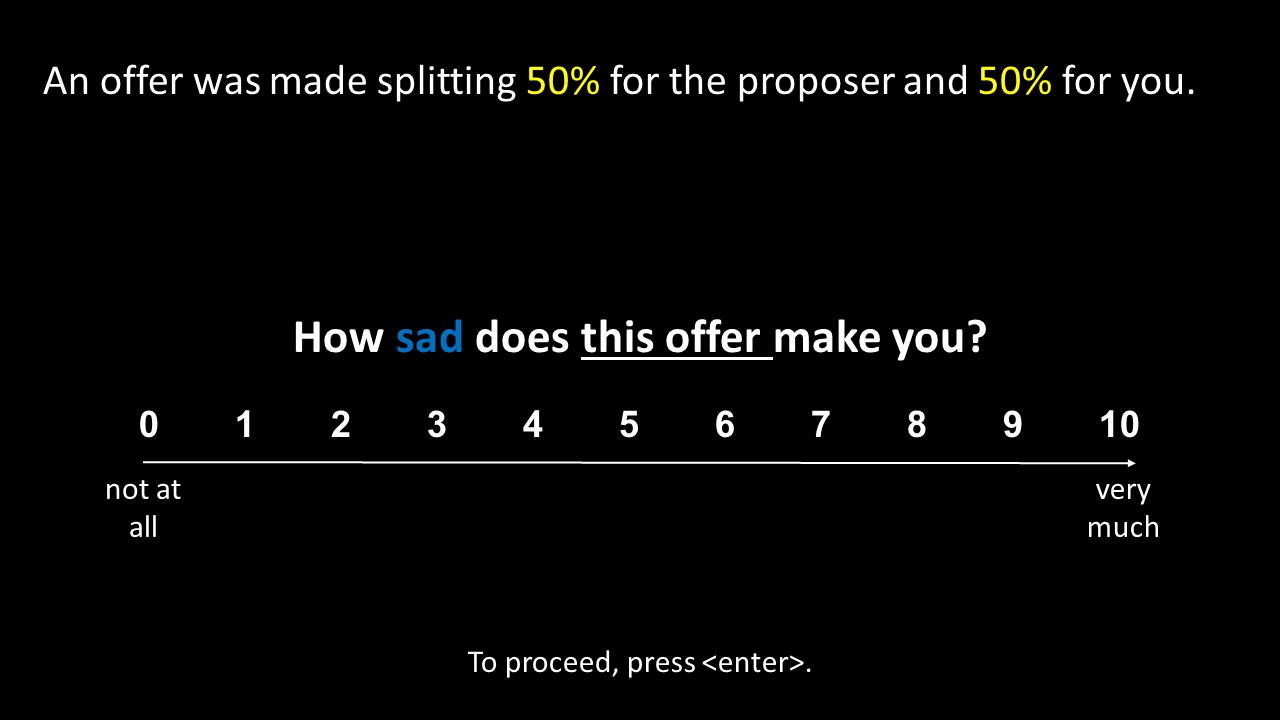 An offer was made splitting 50% for the proposer and 50% for you.
How sad does this offer make you?
0 1 2 3 4 5 6 7 8 9 10
not at all
very much
To proceed, press <enter>.